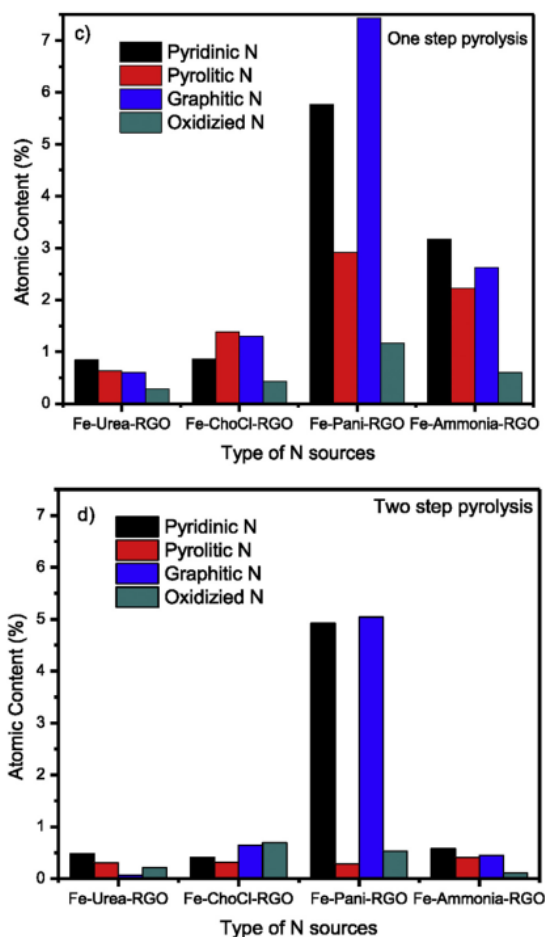 c)
One step pyrolysis
Pyridinic N
Pyrolitic N
Graphitic N
Oxidizied N
7
6
5
4
3
2
1
0
Atomic Content (%)
Fe-Urea-RGO Fe-ChoCl-RGO Fe-Pani-RGO Fe-Ammonia-RGO
Type of N sources
d)
Two step pyrolysis
Pyridinic N
Pyrolitic N
Graphitic N
Oxidizied N
7
6
5
4
3
2
1
0
Atomic Content (%)
Fe-Urea-RGO Fe-ChoCl-RGO Fe-Pani-RGO Fe-Ammonia-RGO
Type of N sources